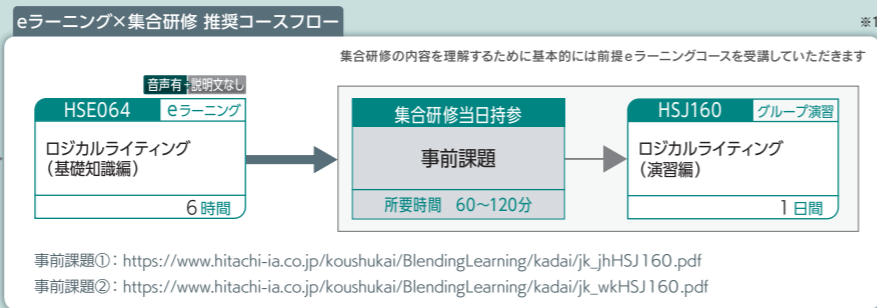 eラーニング×集合研修 推奨コースフロー
※1
集合研修の内容を理解するために基本的には前提eラーニングコースを受講していただきます
音声有+説明文なし
HSE064 eラーニング
ロジカルライティング
（基礎知識編）
6時間
集合研修当日持参
事前課題
所要時間 60～120分
HSJ160 グループ演習
ロジカルライティング
（演習編）
1日間
事前課題①：https://www.hitachi-ia.co.jp/koushukai/BlendingLearning/kadai/jk_jhHSJ160.pdf
事前課題②：https://www.hitachi-ia.co.jp/koushukai/BlendingLearning/kadai/jk_wkHSJ160.pdf